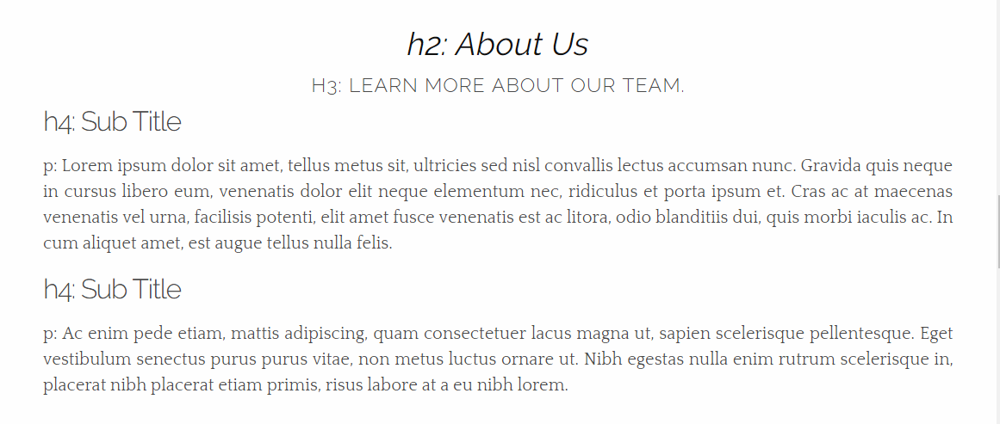 h2: About Us
H3: LEARN MORE ABOUT OUR TEAM.
h4: Sub Title
p: Lorem ipsum dolor sit amet, tellus metus sit, ultricies sed nisl convallis lectus accumsan nunc. Gravida quis neque
in cursus libero eum, venenatis dolor elit neque elementum nec, ridiculus et porta ipsum et. Cras ac at maecenas
venenatis vel urna, facilisis potenti, elit amet fusce venenatis est ac litora, odio blanditiis dui, quis morbi iaculis ac. In
cum aliquet amet, est augue tellus nulla felis.
h4: Sub Title
p: Ac enim pede etiam, mattis adipiscing, quam consectetuer lacus magna ut, sapien scelerisque pellentesque. Eget
vestibulum senectus purus purus vitae, non metus luctus ornare ut. Nibh egestas nulla enim rutrum scelerisque in,
placerat nibh placerat etiam primis, risus labore at a eu nibh lorem.